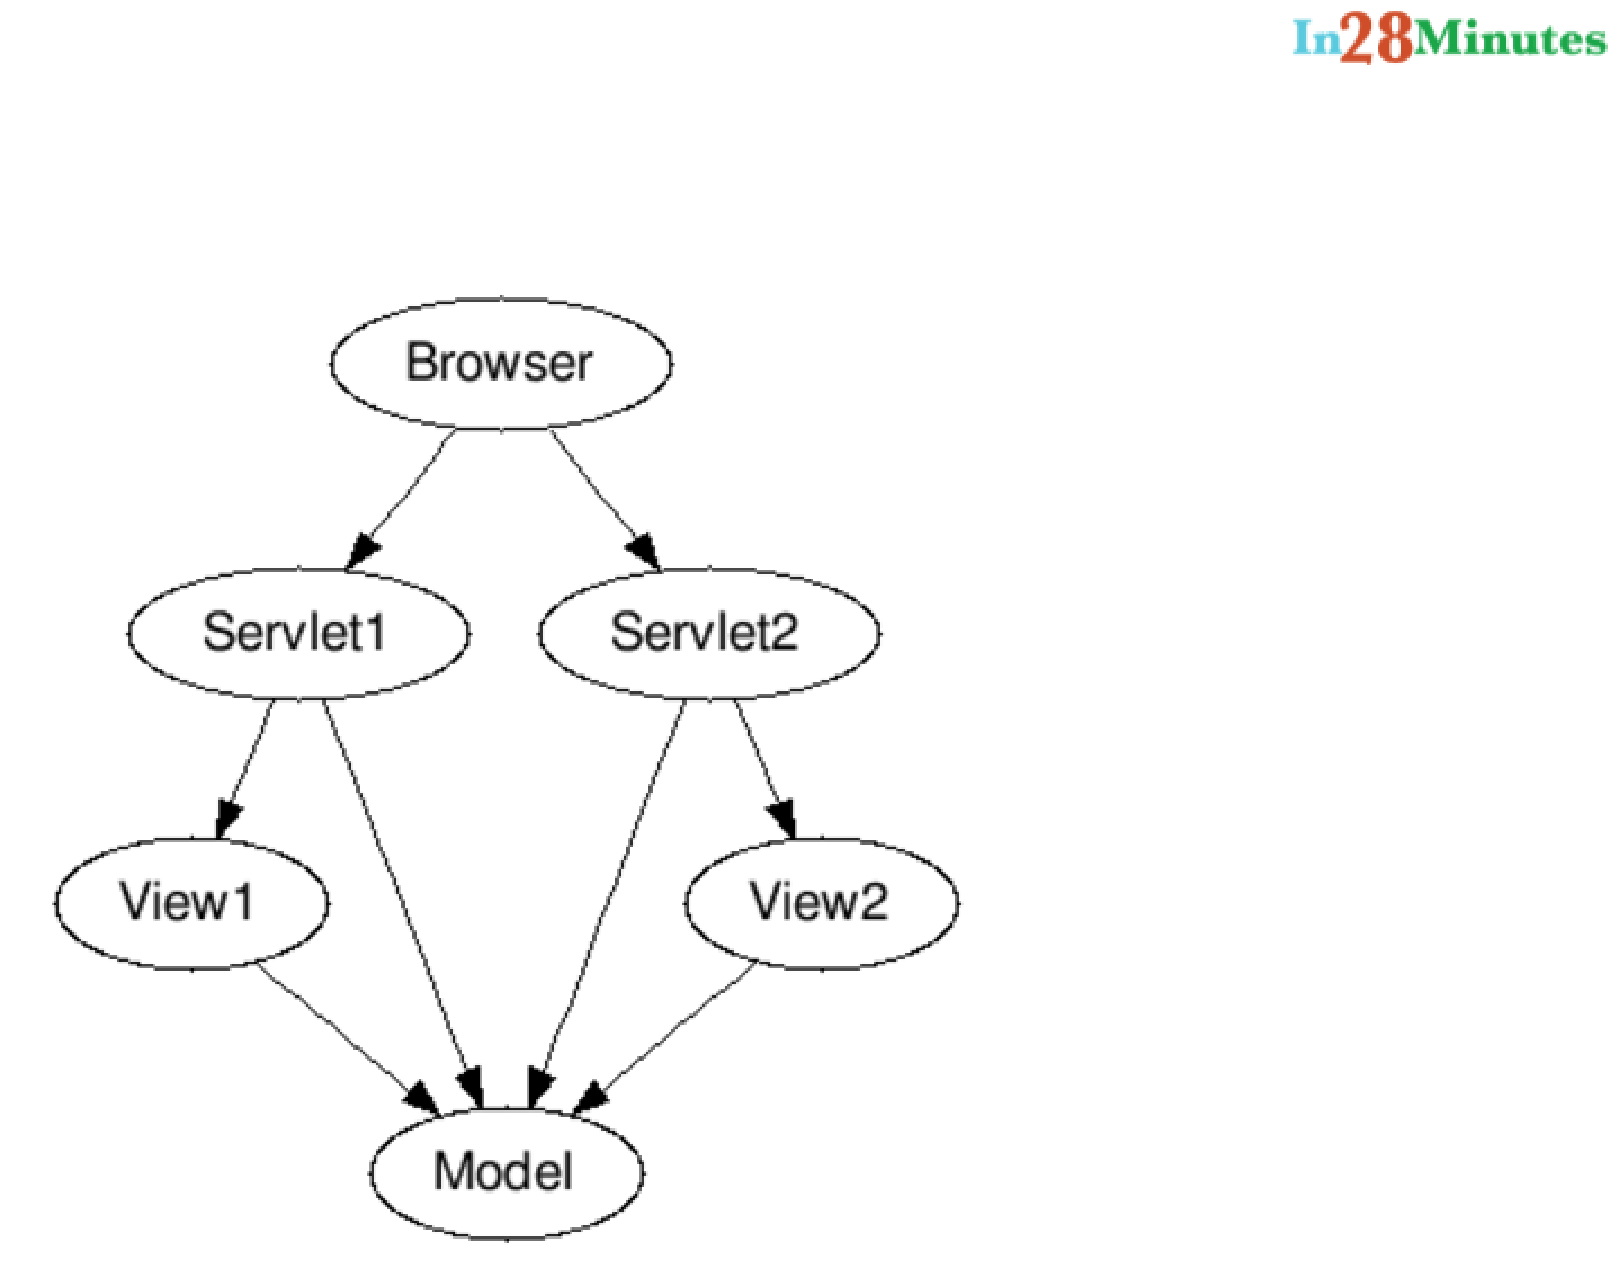 In28Minutes
Browser
Servlet1
Servlet2
View1
View2
Model